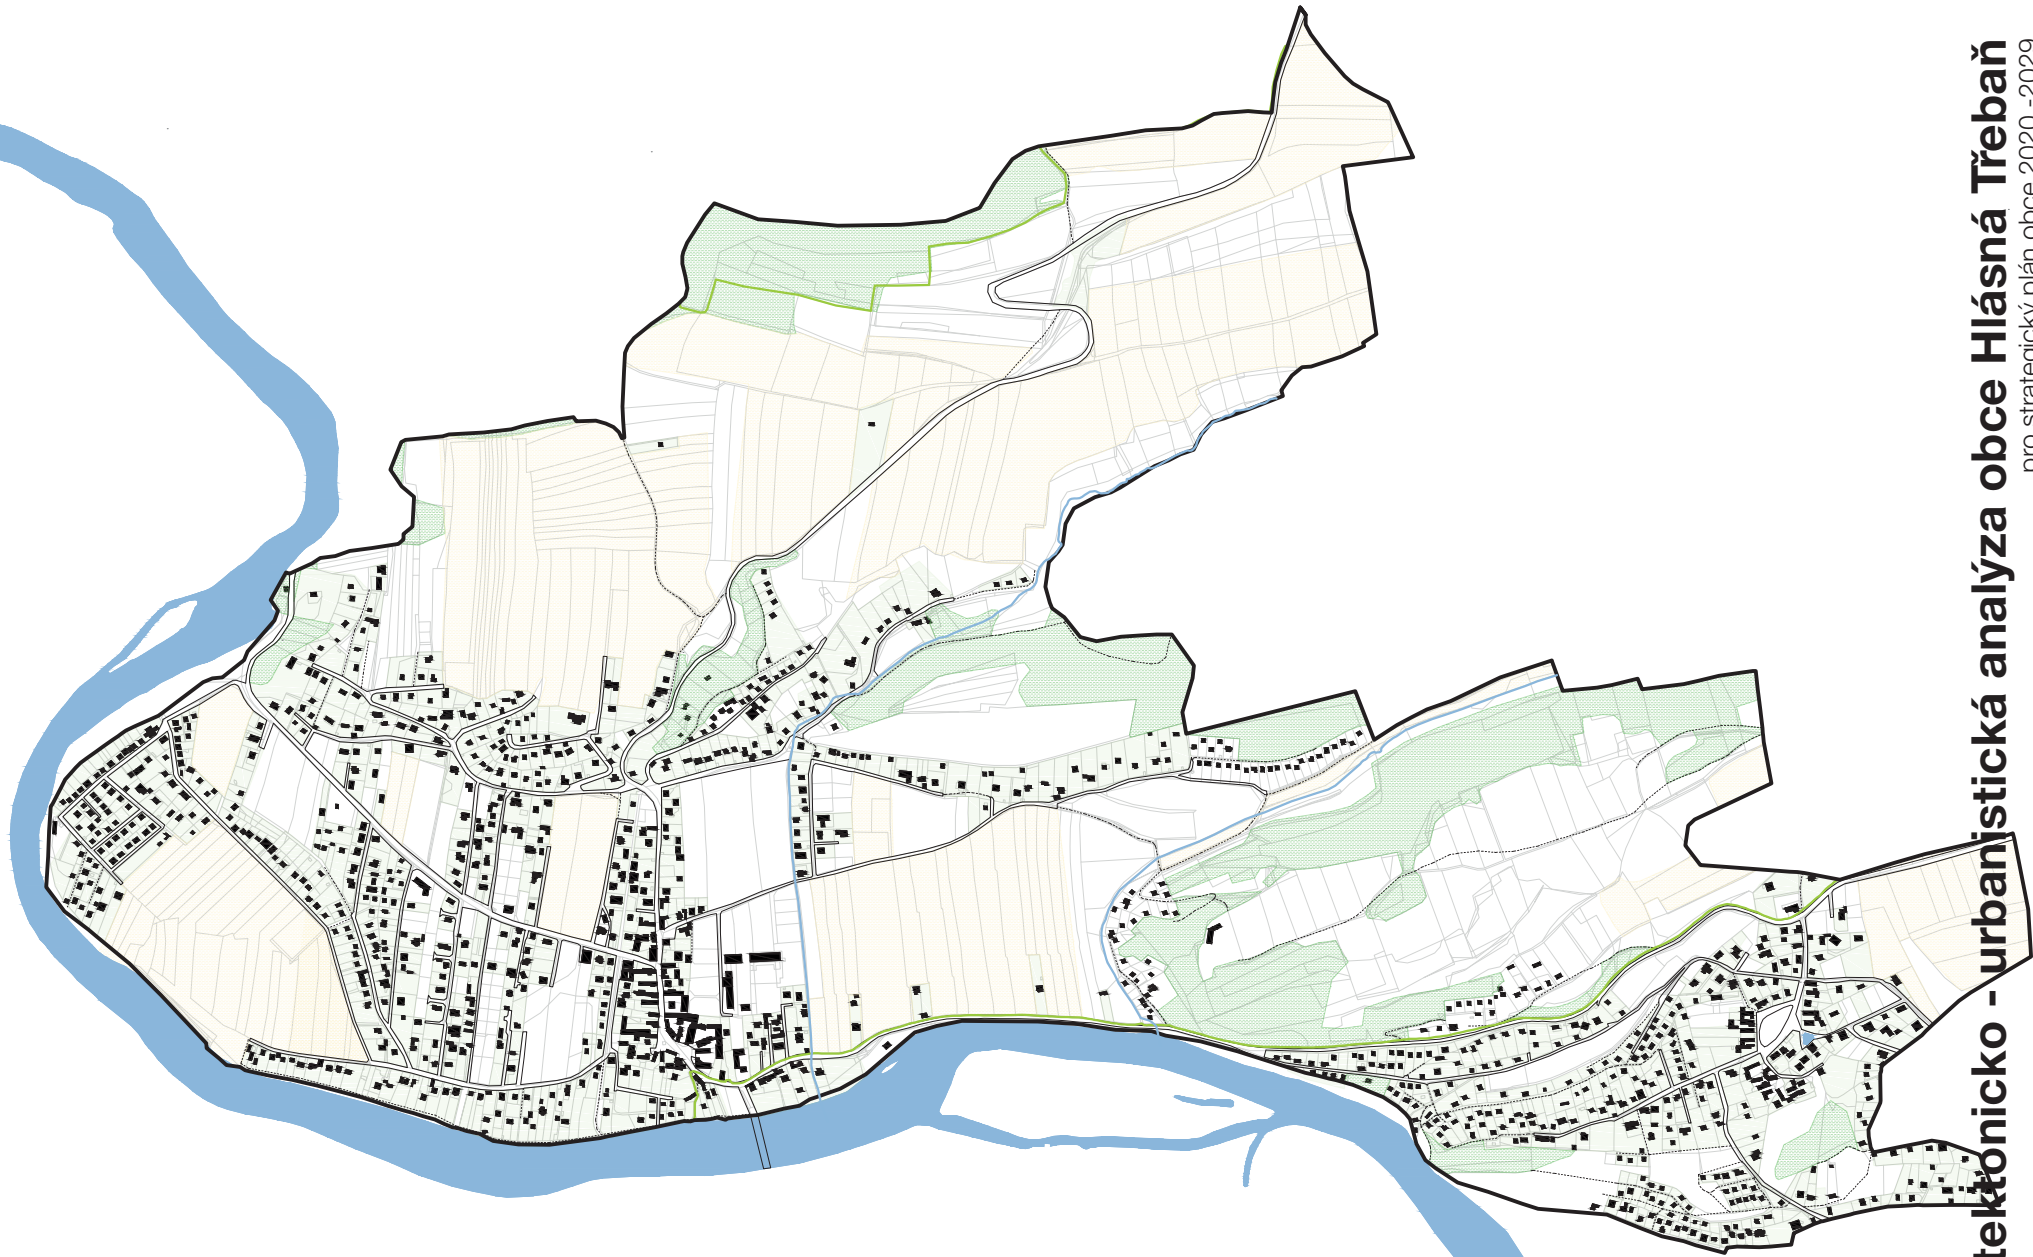 tektonicko - urbanistická analýza obce Hlásná Třebaň
pro strategický plán obce 2020 -2029